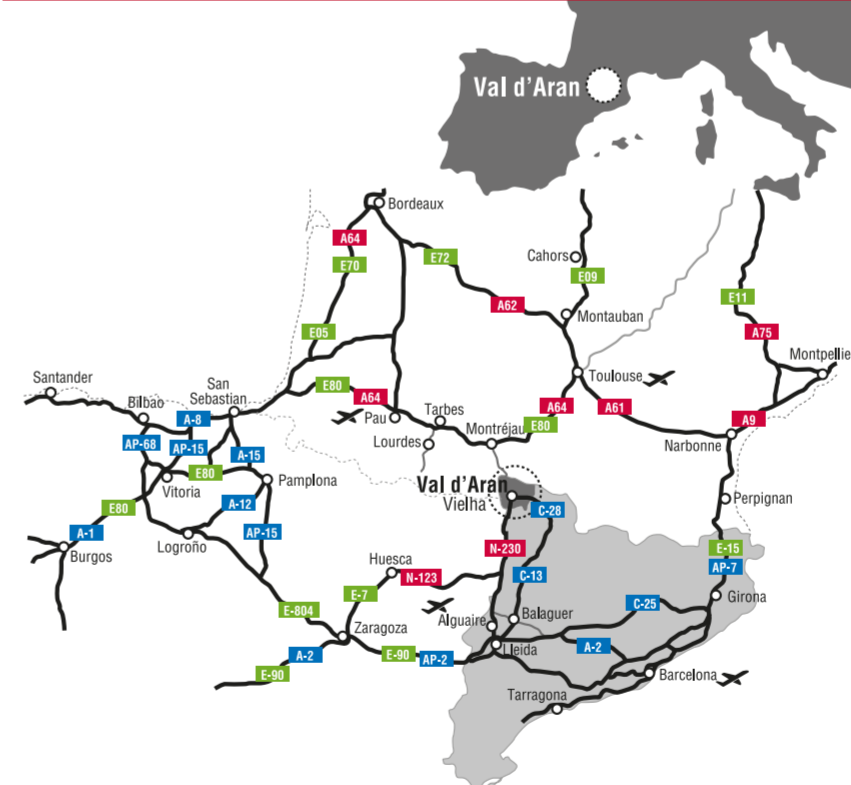 Val d’Aran
Bordeaux
A64
E70
E72
Cahors
E09
A62
E11
Montauban
A75
E05
Montpellie
Toulouse
Santander
San
Sebastian
E80
A64
Bilbao
A-8
Tarbes
Pau
A64
A61
A9
Montréjau
E80
Lourdes
Narbonne
AP-68
AP-15
A-15
E80
Pamplona
Vitoria
Val d’Aran
Vielha
Perpignan
E80
A-12
C-28
A-1
AP-15
Logroño
Burgos
N-230
E-15
AP-7
Huesca
N-123
C-13
E-7
Girona
C-25
E-804
Alguaire
Balaguer
Zaragoza
Lleida
A-2
A-2
E-90
AP-2
E-90
Barcelona
Tarragona